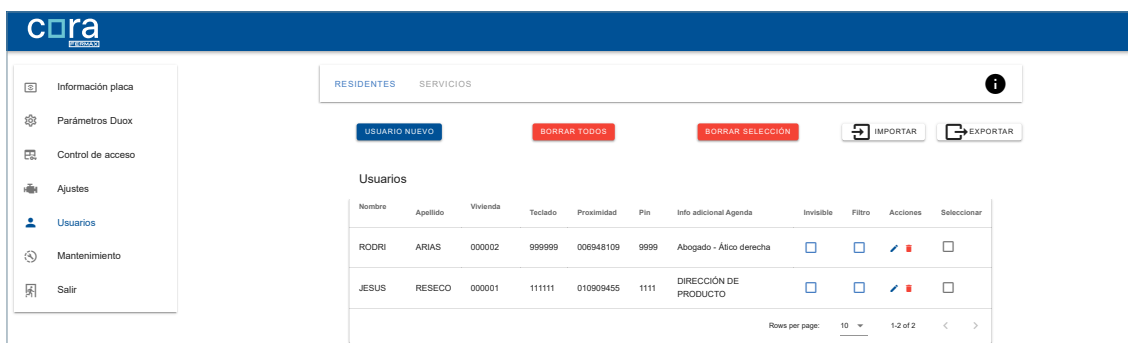 cora
FERMAX
Información placa
Parámetros Duox
Control de acceso
Ajustes
Usuarios
Mantenimiento
Salir
RESIDENTES SERVICIOS
USUARIO NUEVO BORRAR TODOS BORRAR SELECCIÓN IMPORTAR EXPORTAR
Usuarios
Nombre Apellido Vivienda Teclado Proximidad Pin Info adicional Agenda Invisible Filtro Acciones Seleccionar
RODRI ARIAS 000002 999999 006948109 9999 Abogado - Ático derecha
JESUS RESECO 000001 111111 010909455 1111 DIRECCIÓN DE
PRODUCTO
Rows per page: 10 1-2 of 2